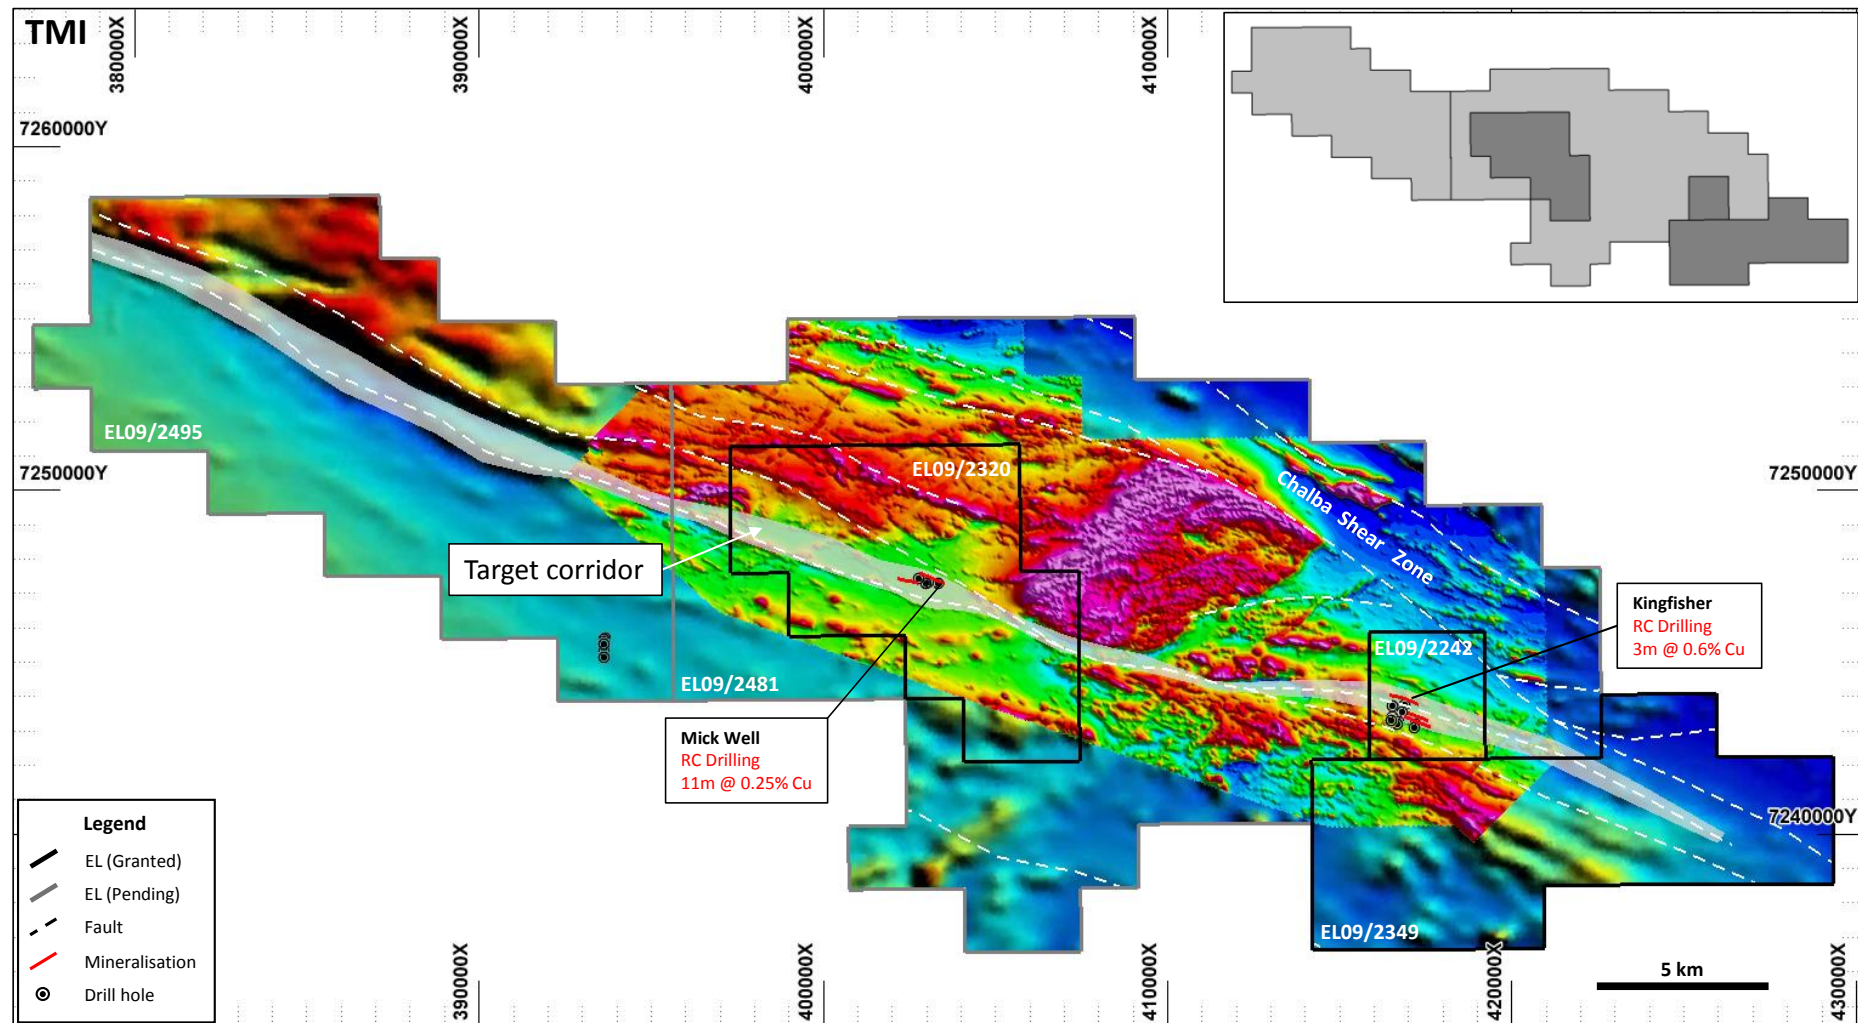 TMI
380000X
390000X
400000X
410000X
7260000Y
EL09/2495
EL09/2320
7250000Y
7250000Y
Chalba Shear Zone
Target corridor
Kingfisher
RC Drilling
3m @ 0.6% Cu
EL09/2242
EL09/2481
Mick Well
RC Drilling
11m @ 0.25% Cu
7240000Y
Legend
EL (Granted)
EL (Pending)
Fault
Mineralisation
Drill hole
EL09/2349
5 km
390000X
400000X
410000X
420000X
430000X